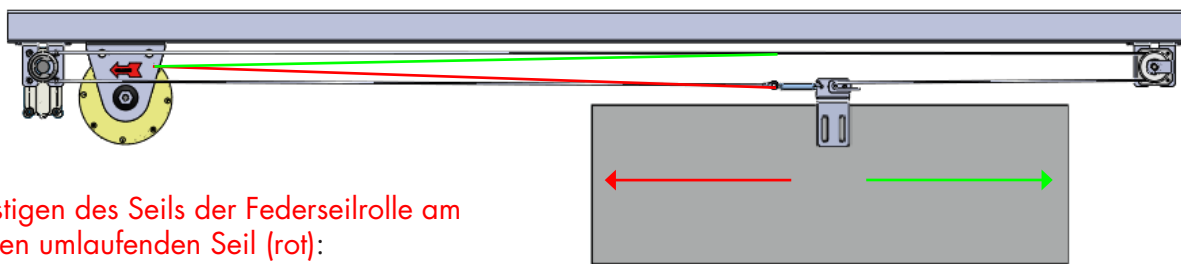 stigen des Seils der Federseilrolle am
en umlaufenden Seil (rot):